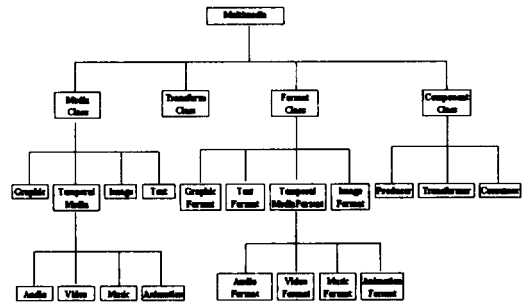 Multimedia
Media
Class
Transform
Class
Format
Class
Component
Class
Graphic
Temporal
Media
Image
Text
Graphic
Format
Text
Format
Temporal
Media Format
Image
Format
Producer
Transformer
Consumer
Audio
Video
Music
Animation
Audio
Format
Video
Format
Music
Format
Animation
Format